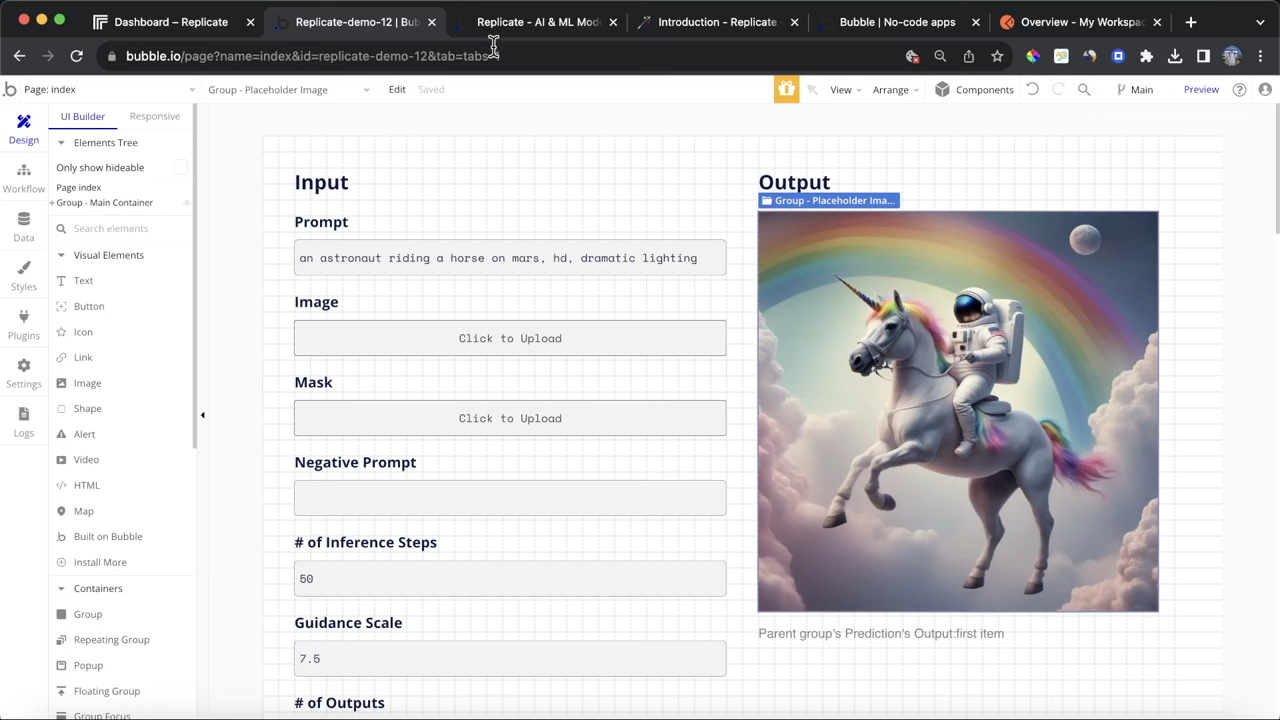 Dashboard – Replicate
Replicate-demo-12 | Bub
Replicate - AI & ML Mod
Introduction - Replicate
Bubble | No-code apps
Overview - My Workspac
bubble.io/page?name=index&id=replicate-demo-12&tab=tabs
Page: index
Group - Placeholder Image
Edit
Saved
View
Arrange
Components
Main
Preview
Design
Workflow
Data
Styles
Plugins
Settings
Logs
UI Builder
Responsive
Elements Tree
Only show hideable
Page index
Group - Main Container
Search elements
Visual Elements
Text
Button
Icon
Link
Image
Shape
Alert
Video
HTML
Map
Built on Bubble
Install More
Containers
Group
Repeating Group
Popup
Floating Group
Group Focus
Input
Prompt
an astronaut riding a horse on mars, hd, dramatic lighting
Image
Click to Upload
Mask
Click to Upload
Negative Prompt
# of Inference Steps
50
Guidance Scale
7.5
# of Outputs
Output
Group - Placeholder Ima...
Parent group's Prediction's Output:first item